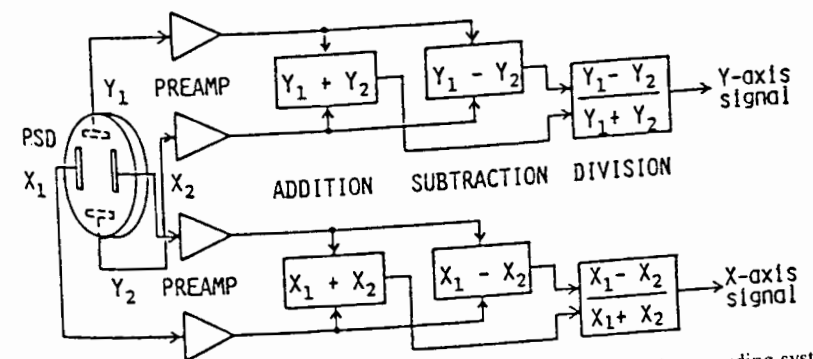 Y₁ PREAMP
Y₁ + Y₂
Y₁ - Y₂
Y₁- Y₂
Y₁+ Y₂
Y-axis
signal
PSD
X₁
X₂
ADDITION SUBTRACTION DIVISION
Y₂ PREAMP
X₁ + X₂
X₁ - X₂
X₁- X₂
X₁+ X₂
X-axis
signal